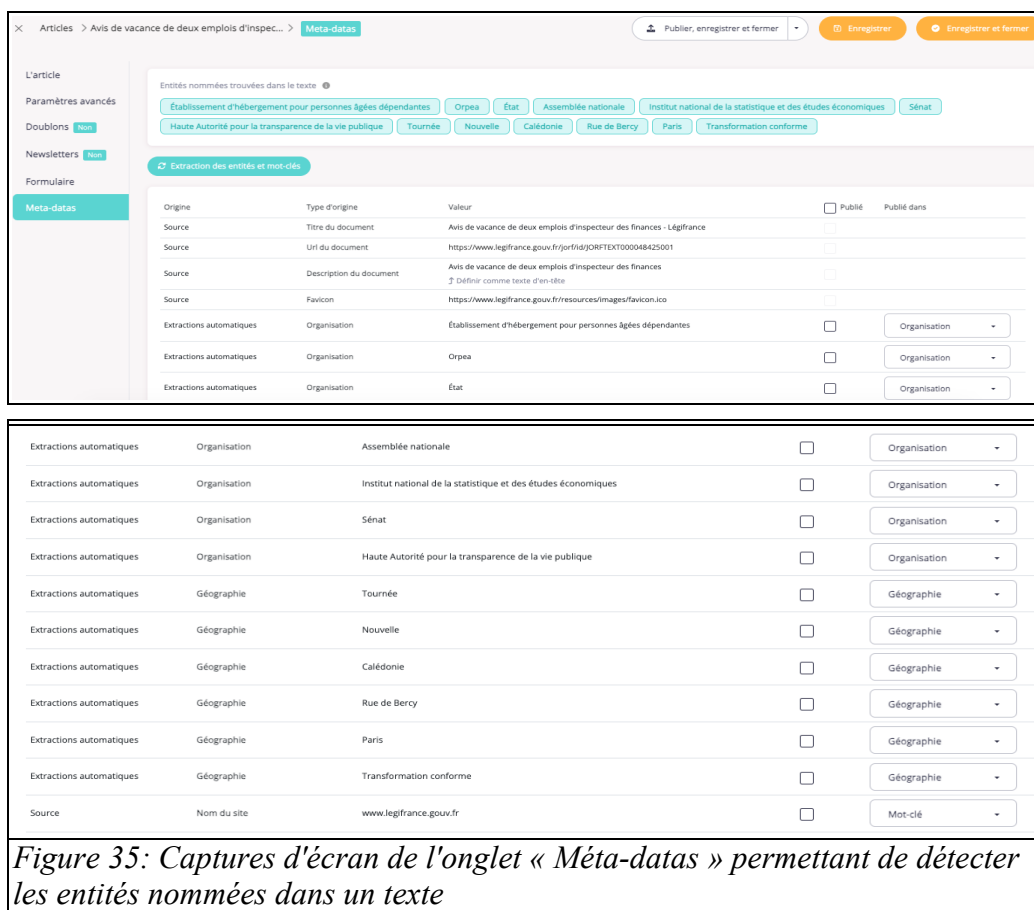 × Articles > Avis de vacance de deux emplois d'inspec... > Meta-datas Publier, enregistrer et fermer Enregistrer Enregistrer et fermer
L'article
Paramètres avancés
Doublons Non
Newsletters Non
Formulaire
Meta-datas
Entités nommées trouvées dans le texte
Établissement d'hébergement pour personnes âgées dépendantes Orpea État Assemblée nationale Institut national de la statistique et des études économiques Sénat
Haute Autorité pour la transparence de la vie publique Tournée Nouvelle Calédonie Rue de Bercy Paris Transformation conforme
Extraction des entités et mot-clés
Origine Type d'origine Valeur Publié Publié dans
Source Titre du document Avis de vacance de deux emplois d'inspecteur des finances - Légifrance
Source Url du document https://www.legifrance.gouv.fr/jorf/id/JORFTEXT000048425001
Source Description du document Avis de vacance de deux emplois d'inspecteur des finances
Définir comme texte d'en-tête
Source Favicon https://www.legifrance.gouv.fr/resources/images/favicon.ico
Extractions automatiques Organisation Établissement d'hébergement pour personnes âgées dépendantes Organisation
Extractions automatiques Organisation Orpea Organisation
Extractions automatiques Organisation État Organisation
Extractions automatiques Organisation Assemblée nationale Organisation
Extractions automatiques Organisation Institut national de la statistique et des études économiques Organisation
Extractions automatiques Organisation Sénat Organisation
Extractions automatiques Organisation Haute Autorité pour la transparence de la vie publique Organisation
Extractions automatiques Géographie Tournée Géographie
Extractions automatiques Géographie Nouvelle Géographie
Extractions automatiques Géographie Calédonie Géographie
Extractions automatiques Géographie Rue de Bercy Géographie
Extractions automatiques Géographie Paris Géographie
Extractions automatiques Géographie Transformation conforme Géographie
Source Nom du site www.legifrance.gouv.fr Mot-clé
Figure 35: Captures d'écran de l'onglet « Méta-datas » permettant de détecter
les entités nommées dans un texte